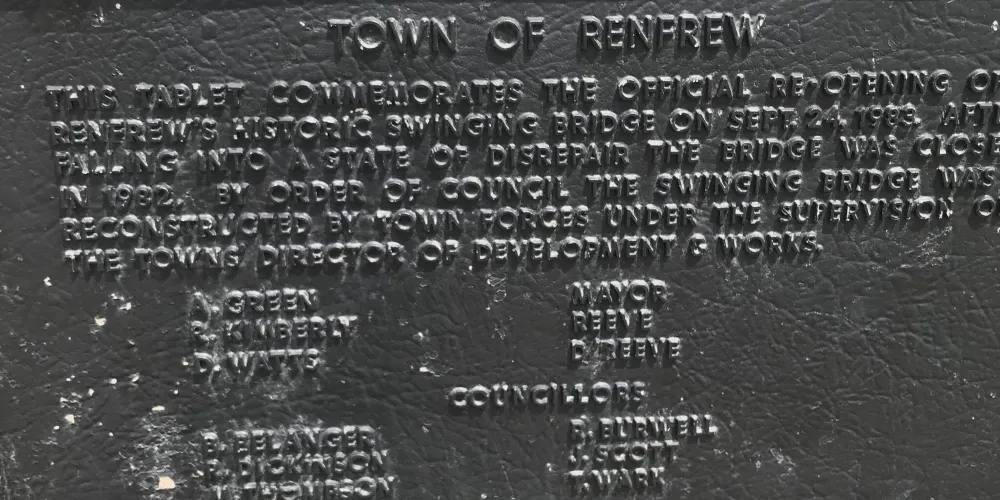 TOWN OF RENFREW
THIS TABLET COMMEMORATES THE OFFICIAL RE-OPENING
RENFREW'S HISTORIC SWINGING BRIDGE ON SEPT. 24, 1983.
FALLING INTO A STATE OF DISREPAIR THE BRIDGE WAS
IN 1982. BY ORDER OF COUNCIL THE SWINGING BRIDGE WAS
RECONSTRUCTED BY TOWN FORCES UNDER THE SUPERVISION
THE TOWNS DIRECTOR OF DEVELOPMENT & WORKS.
A. GREEN MAYOR
KIMBERLY REEVE
D. WATTS D. REEVE
COUNCILLORS
BELANGER BURWELL
DICKINSON J. SCOTT
THOMPSON T. WARK